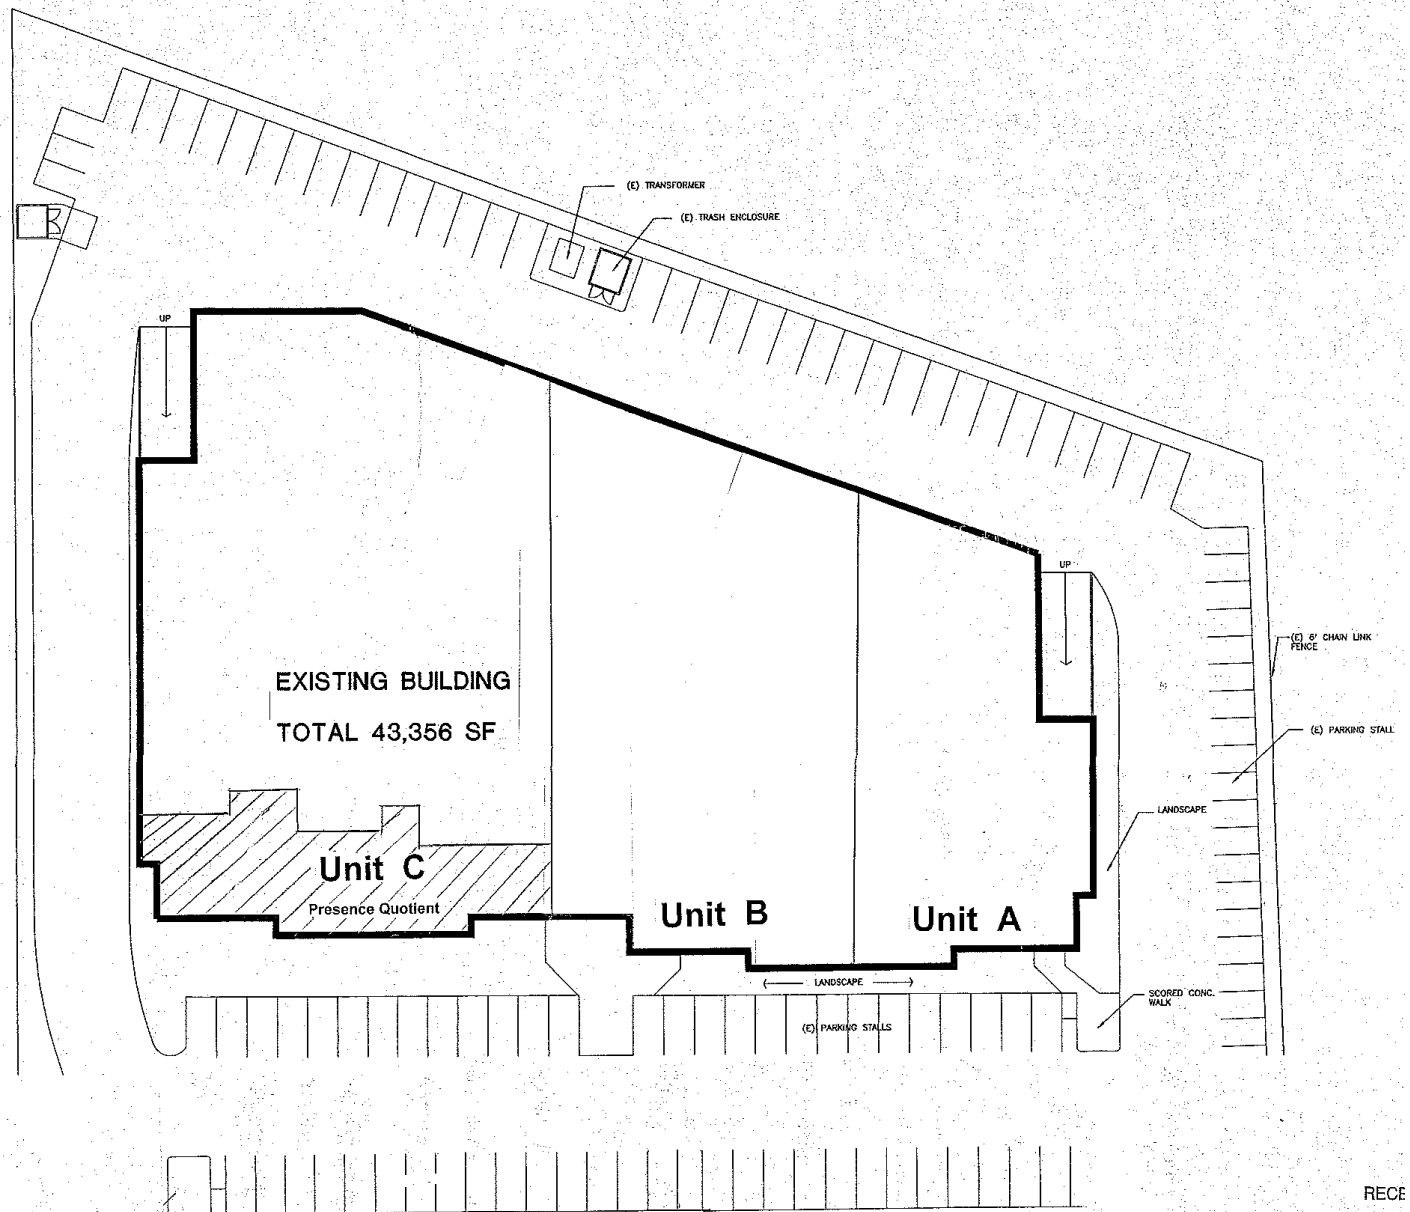 (E) TRANSFORMER
(E) TRASH ENCLOSURE
UP
UP
(E) 6' CHAIN LINK
FENCE
EXISTING BUILDING
TOTAL 43,356 SF
(E) PARKING STALL
LANDSCAPE
Unit C
Presence Quotient
Unit B
Unit A
LANDSCAPE
SCORED CONC.
WALK
(E) PARKING STALLS
RECE